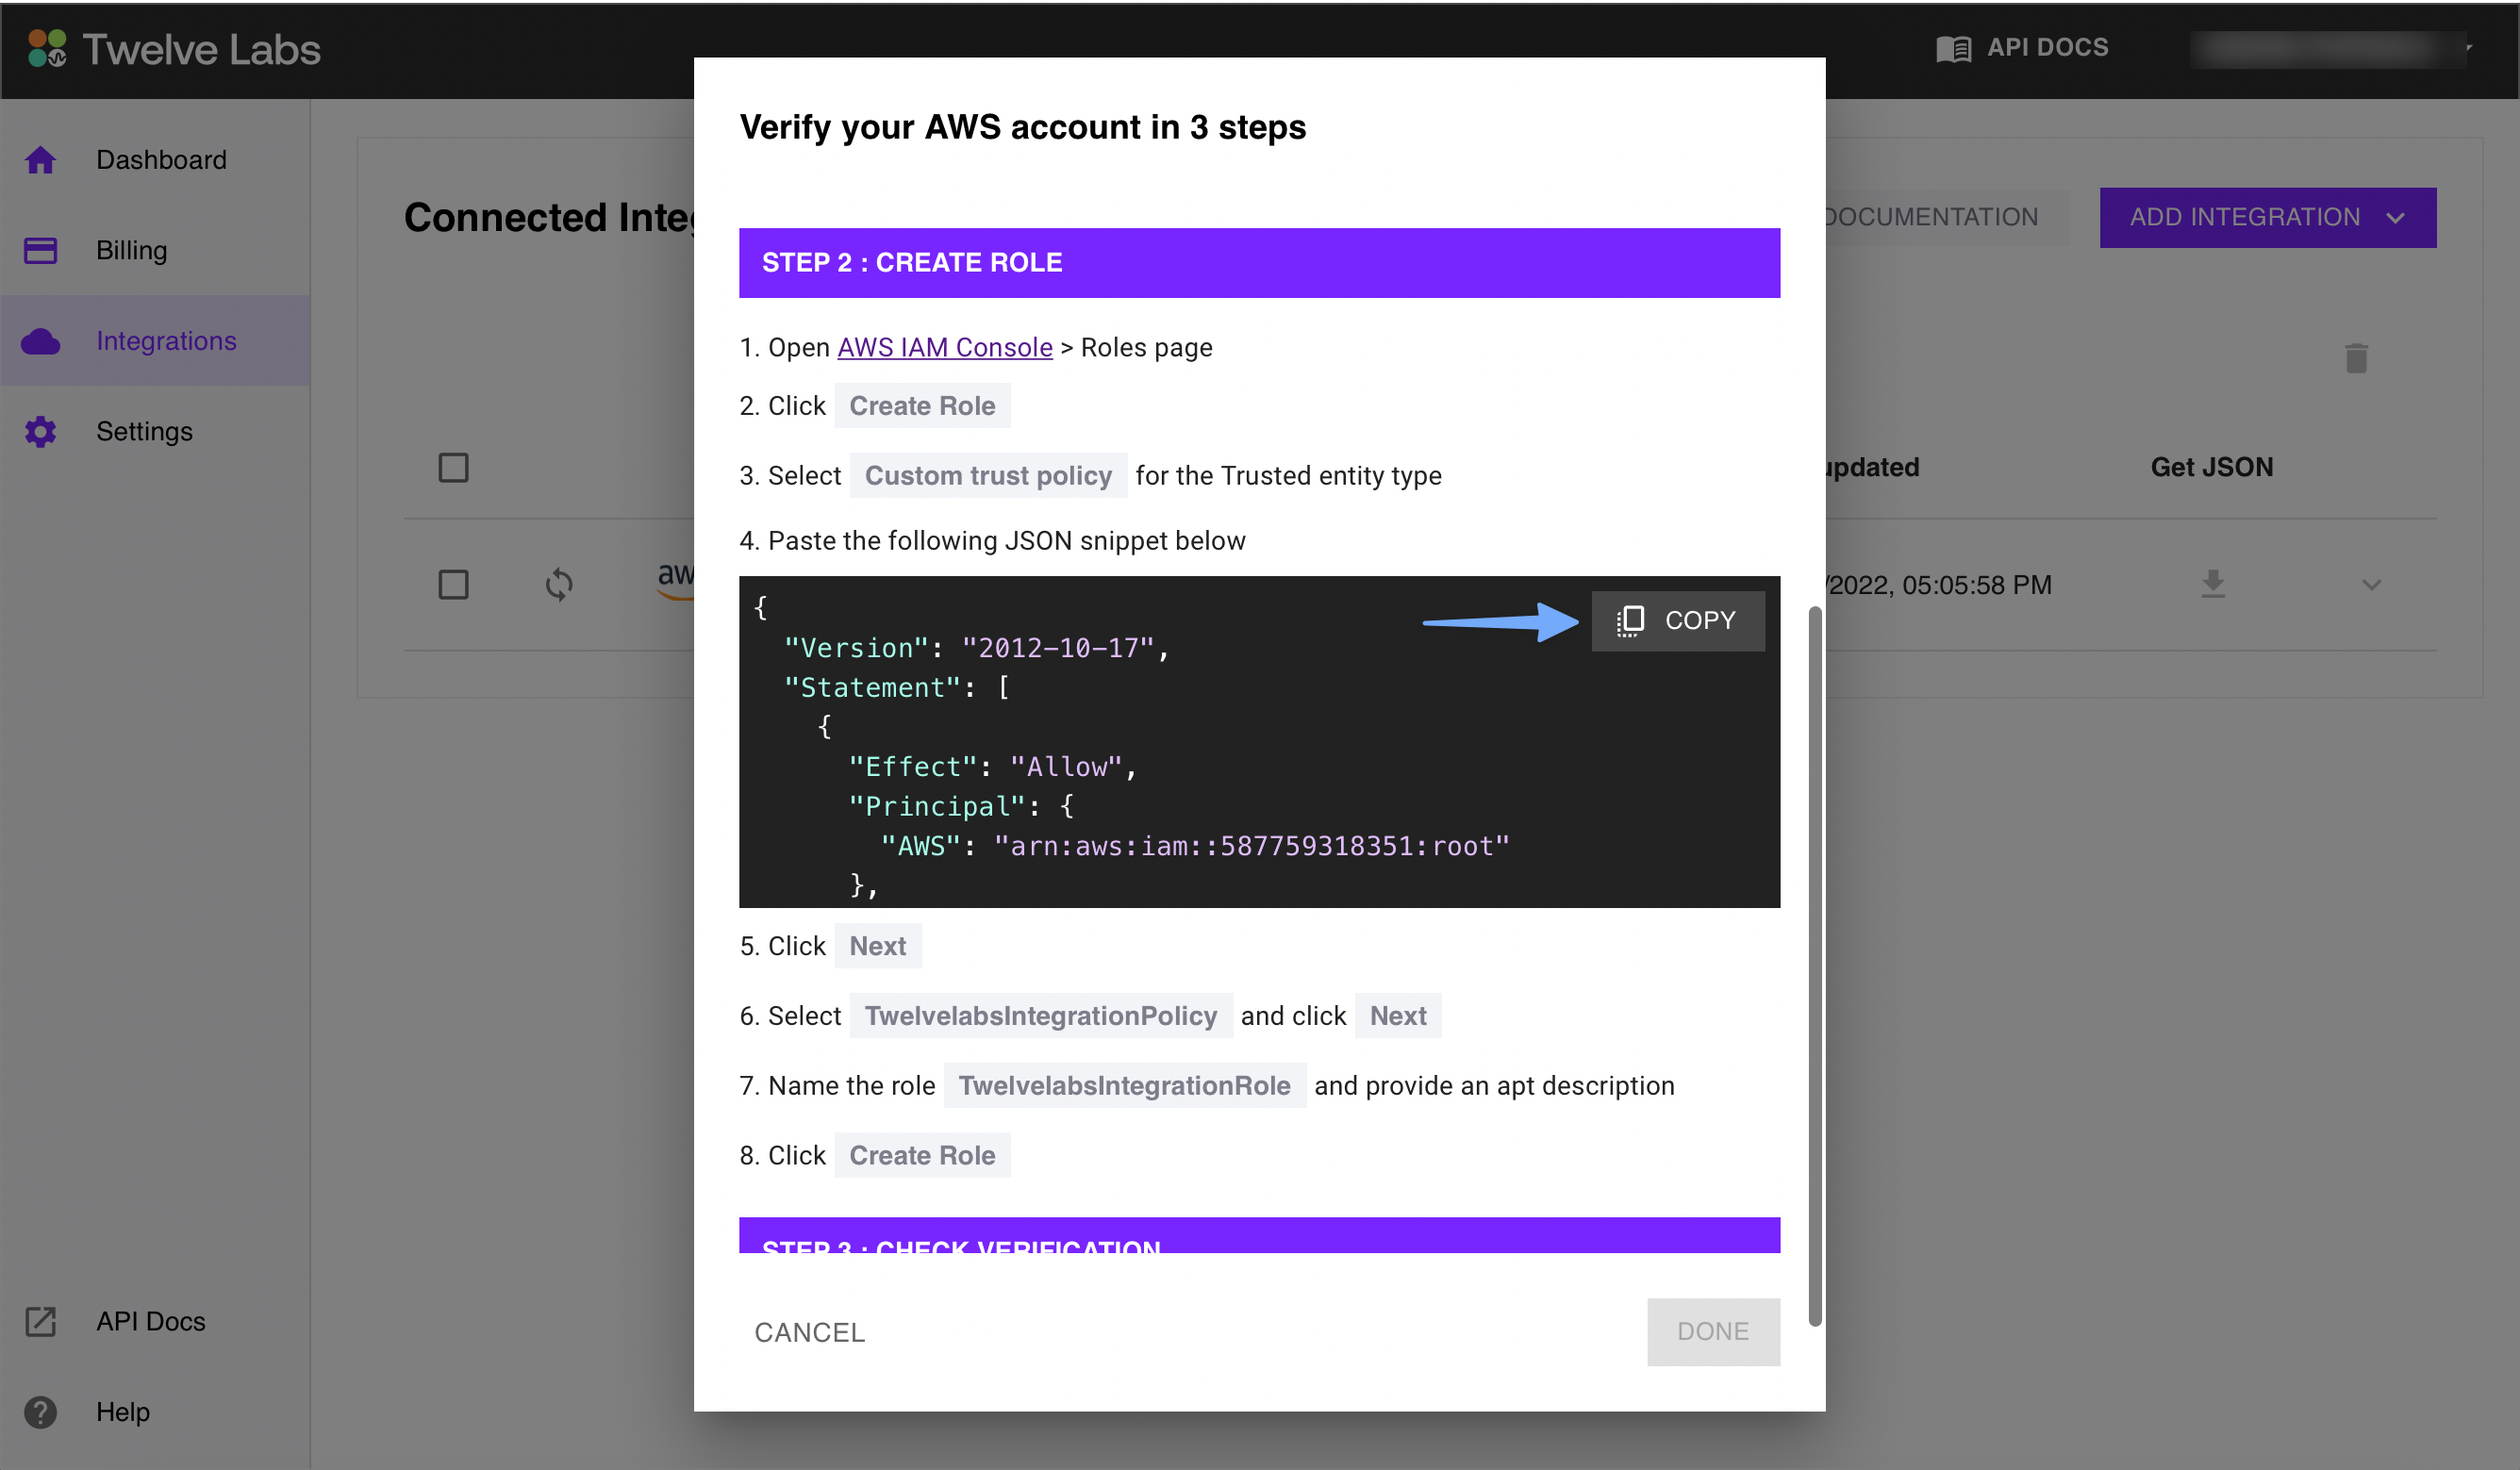 Twelve Labs
API DOCS
Dashboard
Billing
Integrations
Settings
API Docs
Help
Connected Integ
DOCUMENTATION
ADD INTEGRATION
updated
Get JSON
aw
/2022, 05:05:58 PM
Verify your AWS account in 3 steps
STEP 2 : CREATE ROLE
1. Open AWS IAM Console > Roles page
2. Click Create Role
3. Select Custom trust policy for the Trusted entity type
4. Paste the following JSON snippet below
COPY
{
"Version": "2012-10-17",
"Statement": [
{
"Effect": "Allow",
"Principal": {
"AWS": "arn:aws:iam::587759318351:root"
},
5. Click Next
6. Select TwelvelabsIntegrationPolicy and click Next
7. Name the role TwelvelabsIntegrationRole and provide an apt description
8. Click Create Role
STEP 3 : CHECK VERIFICATION
CANCEL
DONE